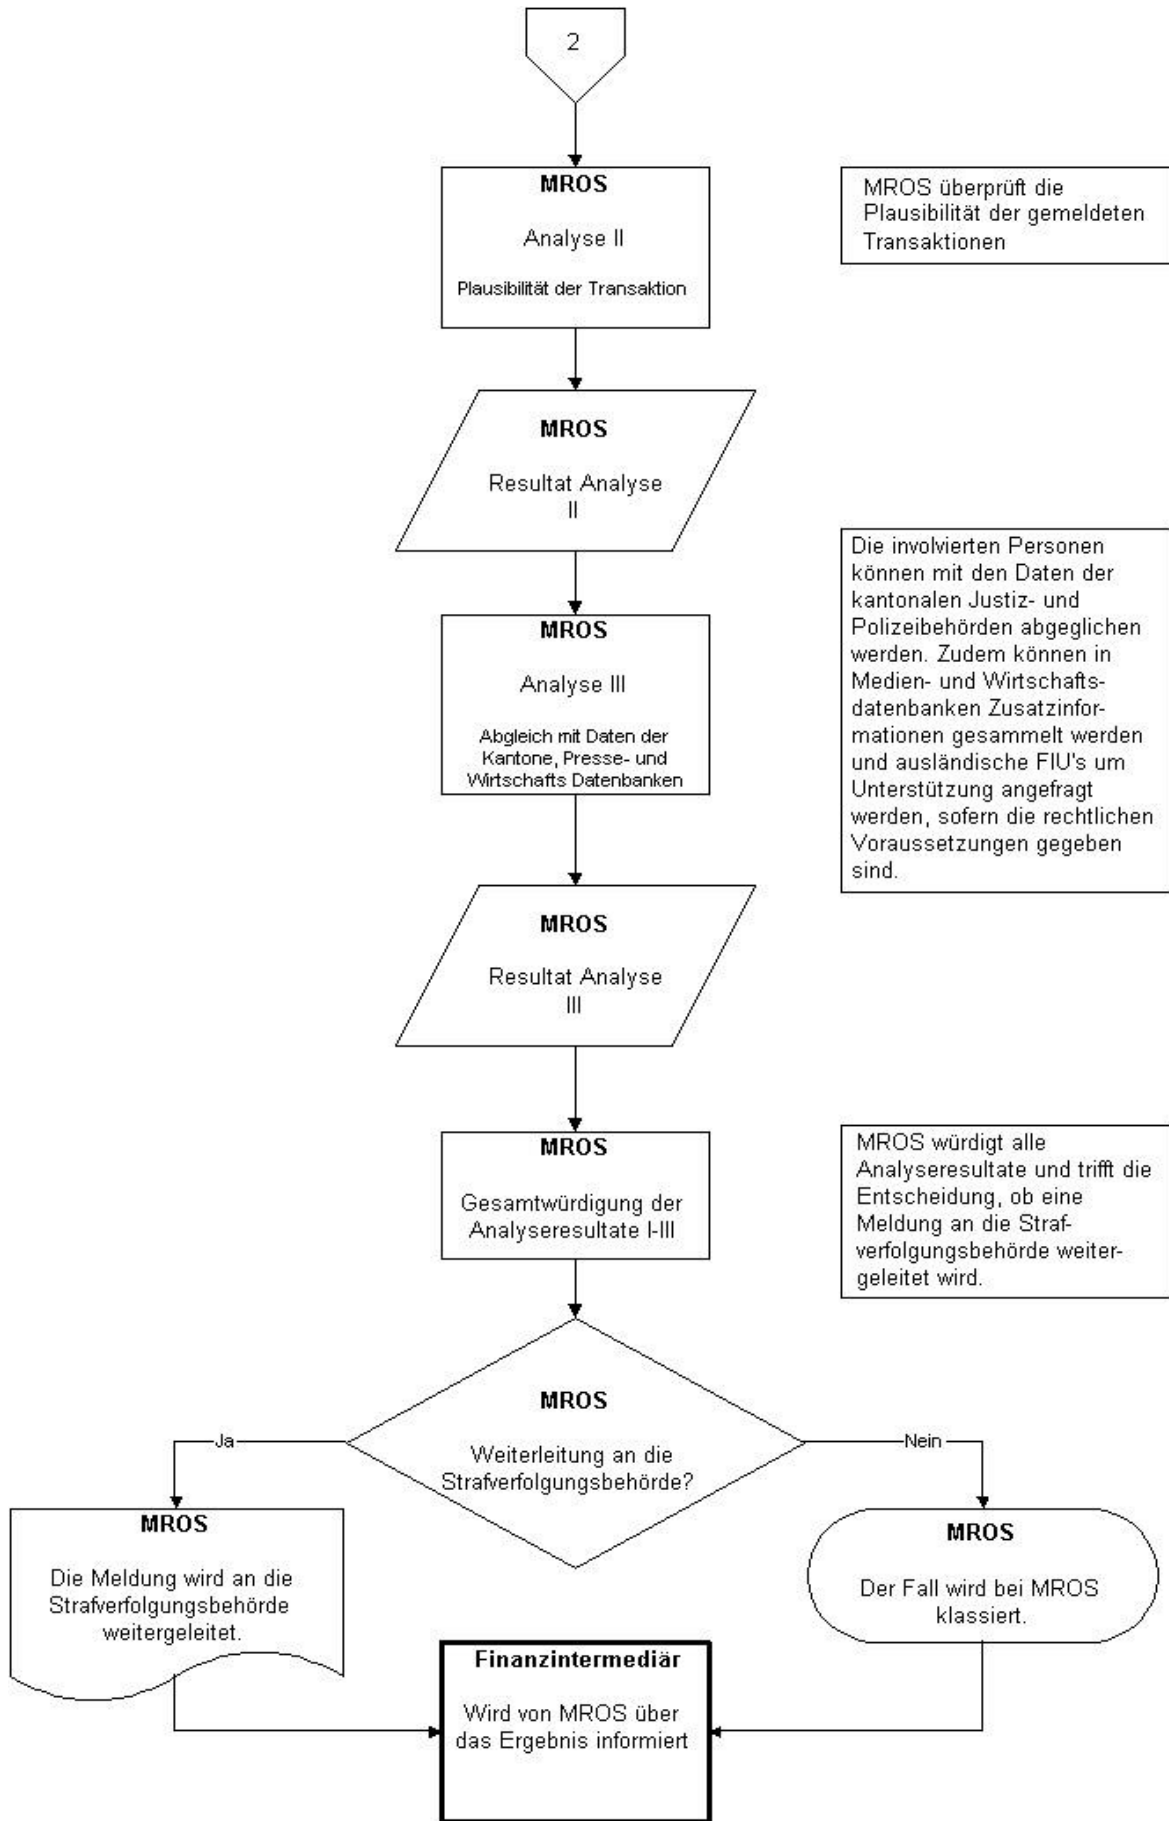 2
MROS
Analyse II
Plausibilität der Transaktion
MROS überprüft die
Plausibilität der gemeldeten
Transaktionen
MROS
Resultat Analyse
II
MROS
Analyse III
Abgleich mit Daten der
Kantone, Presse- und
Wirtschafts Datenbanken
Die involvierten Personen
können mit den Daten der
kantonalen Justiz- und
Polizeibehörden abgeglichen
werden. Zudem können in
Medien- und Wirtschafts-
datenbanken Zusatzinfor-
mationen gesammelt werden
und ausländische FIU's um
Unterstützung angefragt
werden, sofern die rechtlichen
Voraussetzungen gegeben
sind.
MROS
Resultat Analyse
III
MROS
Gesamtwürdigung der
Analyseresultate I-III
MROS würdigt alle
Analyseresultate und trifft die
Entscheidung, ob eine
Meldung an die Straf-
verfolgungsbehörde weiter-
geleitet wird.
MROS
Weiterleitung an die
Strafverfolgungsbehörde?
Ja
Nein
MROS
Die Meldung wird an die
Strafverfolgungsbehörde
weitergeleitet.
MROS
Der Fall wird bei MROS
klassiert.
Finanzintermediär
Wird von MROS über
das Ergebnis informiert